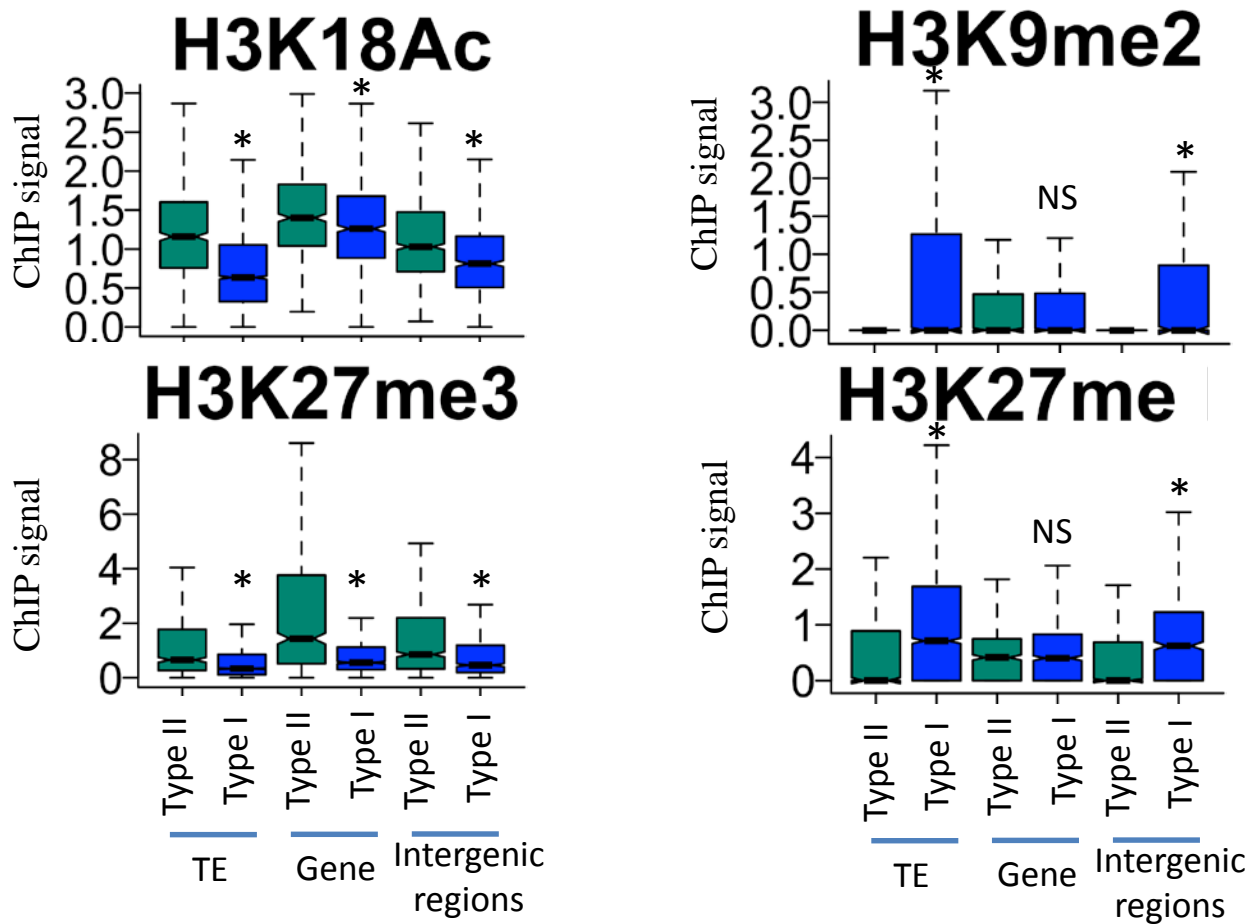 H3K18Ac
*
*
*
ChIP signal
3.0
2.5
2.0
1.5
1.0
0.5
0.0
H3K9me2
*
*
NS
ChIP signal
3.0
2.5
2.0
1.5
1.0
0.5
0.0
H3K27me3
*
*
*
ChIP signal
8
6
4
2
0
Type II
Type I
Type II
Type I
Type II
Type I
TE
Gene
Intergenic
regions
H3K27me
*
*
NS
ChIP signal
4
3
2
1
0
Type II
Type I
Type II
Type I
Type II
Type I
TE
Gene
Intergenic
regions